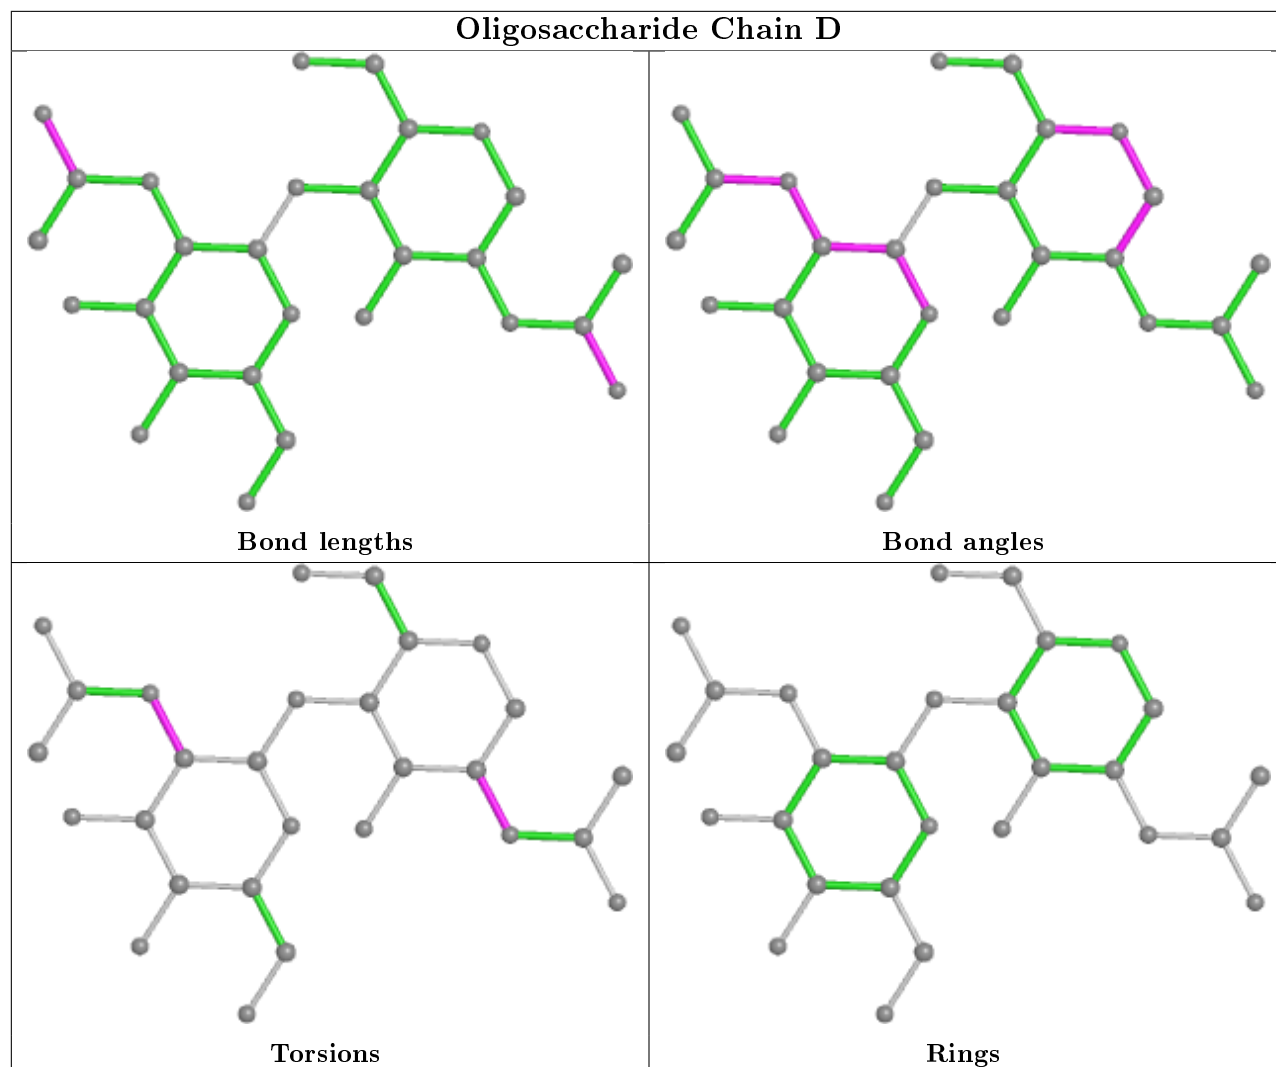 Oligosaccharide Chain D
Bond lengths
Bond angles
Torsions
Rings